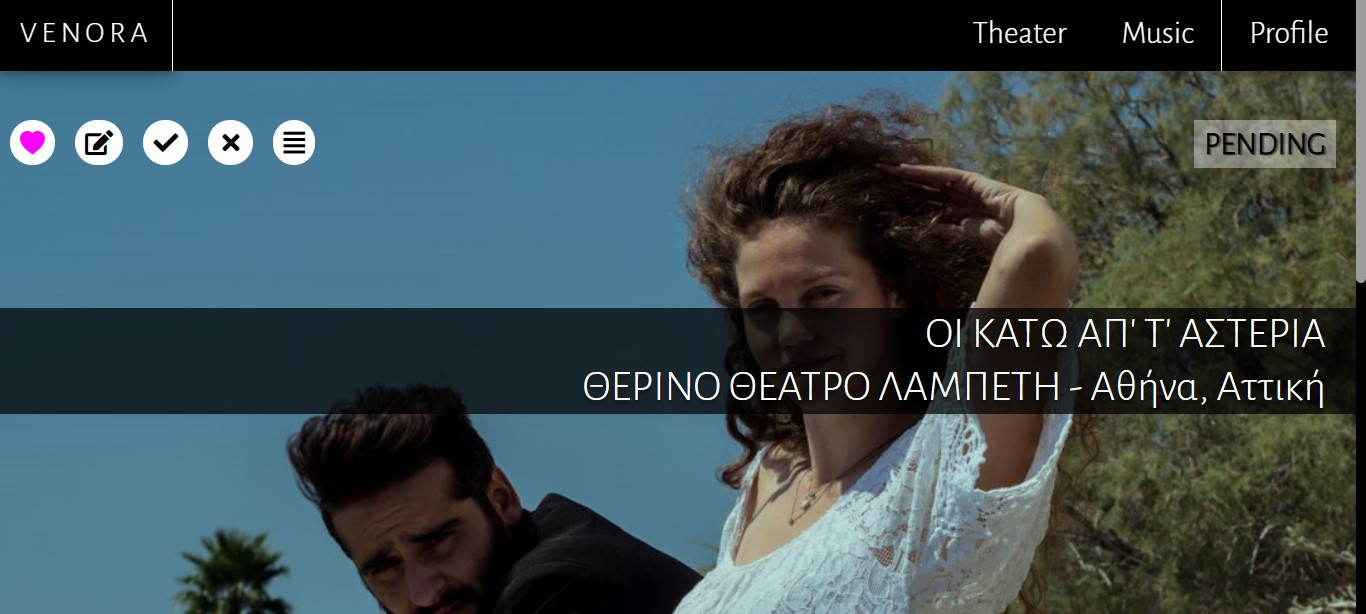 VENORA
Theater
Music
Profile
PENDING
ΟΙ ΚΑΤΩ ΑΠ' Τ' ΑΣΤΕΡΙΑ
ΘΕΡΙΝΟ ΘΕΑΤΡΟ ΛΑΜΠΕΤΗ - Αθήνα, Αττική